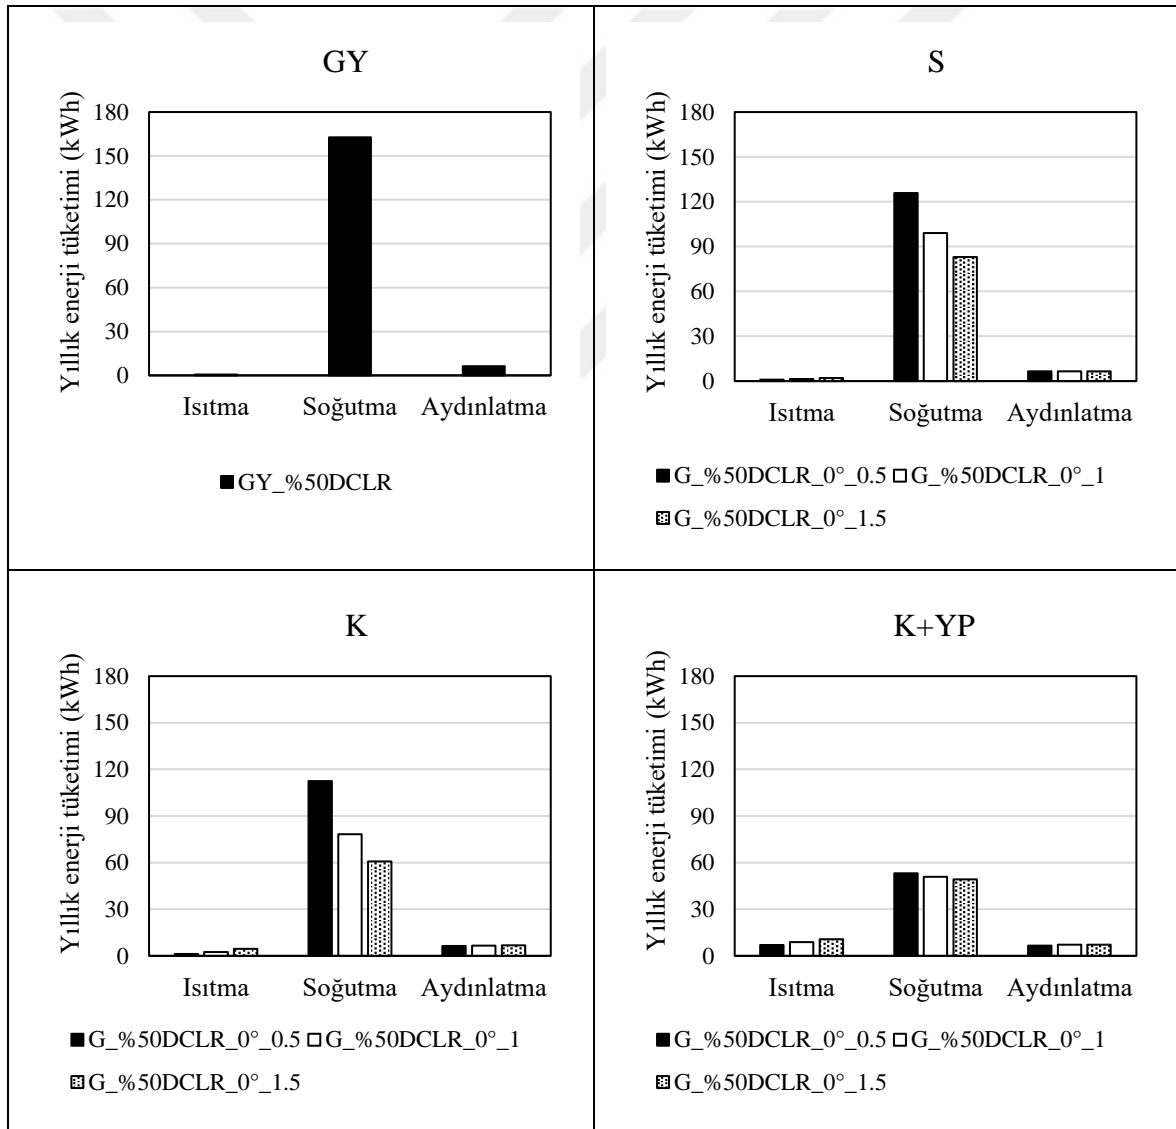 GY
Yıllık enerji tüketimi (kWh)
180
150
120
90
60
30
0
Isıtma Soğutma Aydınlatma
GY_%50DCLR
S
Yıllık enerji tüketimi (kWh)
180
150
120
90
60
30
0
Isıtma Soğutma Aydınlatma
G_%50DCLR_0°_0.5 G_%50DCLR_0°_1
G_%50DCLR_0°_1.5
K
Yıllık enerji tüketimi (kWh)
180
150
120
90
60
30
0
Isıtma Soğutma Aydınlatma
G_%50DCLR_0°_0.5 G_%50DCLR_0°_1
G_%50DCLR_0°_1.5
K+YP
Yıllık enerji tüketimi (kWh)
180
150
120
90
60
30
0
Isıtma Soğutma Aydınlatma
G_%50DCLR_0°_0.5 G_%50DCLR_0°_1
G_%50DCLR_0°_1.5